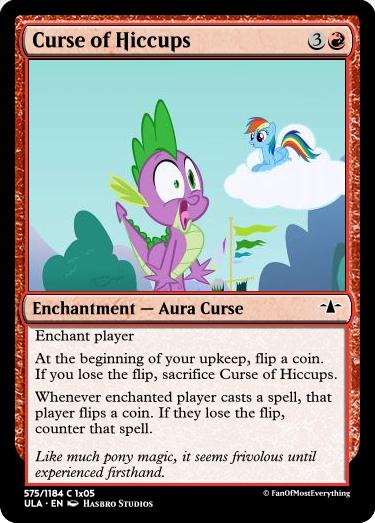 Curse of Hiccups 3
Enchantment — Aura Curse
Enchant player
At the beginning of your upkeep, flip a coin.
If you lose the flip, sacrifice Curse of Hiccups.
Whenever enchanted player casts a spell, that
player flips a coin. If they lose the flip,
counter that spell.
Like much pony magic, it seems frivolous until
experienced firsthand.
575/1184 C 1x05
ULA • EN Hasbro Studios
© FanOfMostEverything